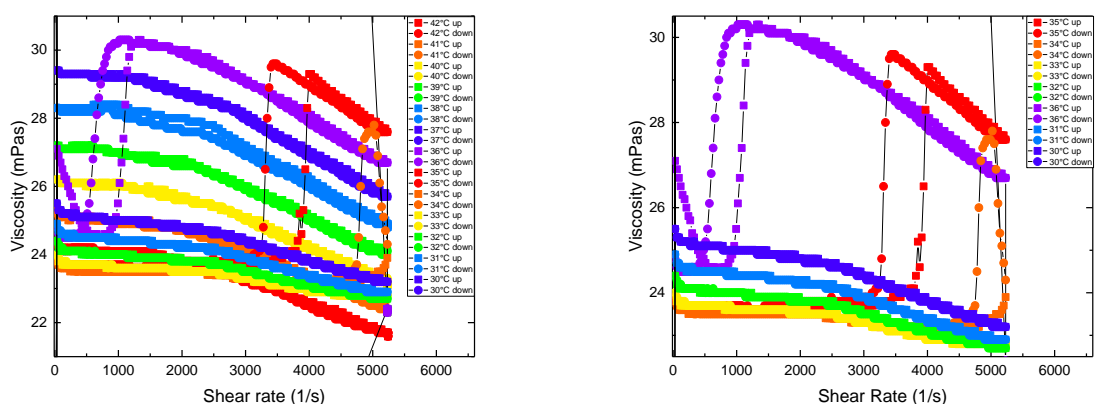 30
28
26
24
22
Viscosity (mPas)
0 1000 2000 3000 4000 5000 6000
Shear rate (1/s)
42°C up
42°C down
41°C up
41°C down
40°C up
40°C down
39°C up
39°C down
38°C up
38°C down
37°C up
37°C down
36°C up
36°C down
35°C up
35°C down
34°C up
34°C down
33°C up
33°C down
32°C up
32°C down
31°C up
31°C down
30°C up
30°C down
30
28
26
24
Viscosity (mPas)
0 1000 2000 3000 4000 5000 6000
Shear Rate (1/s)
35°C up
35°C down
34°C up
34°C down
33°C up
33°C down
32°C up
32°C down
36°C up
36°C down
31°C up
31°C down
30°C up
30°C down